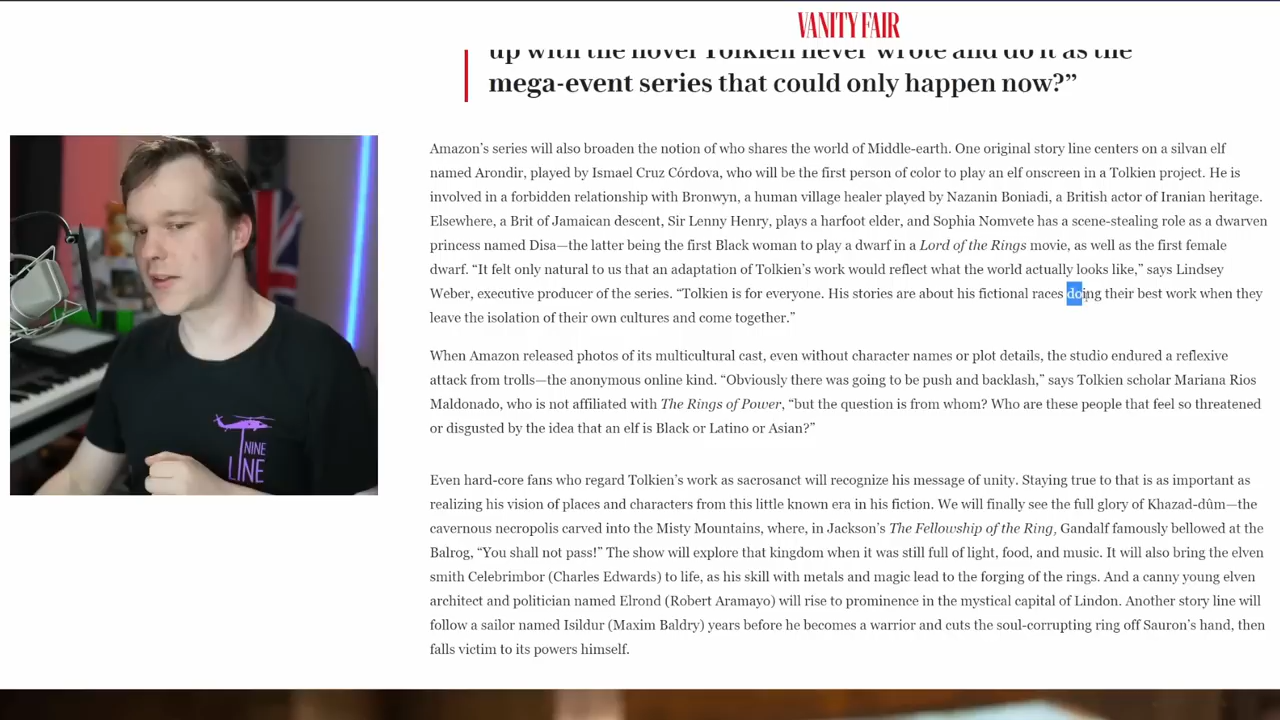 VANITY FAIR
up with the novel Tolkien never wrote and do it as the
mega-event series that could only happen now?”
Amazon’s series will also broaden the notion of who shares the world of Middle-earth. One original story line centers on a silvan elf
named Arondir, played by Ismael Cruz Córdova, who will be the first person of color to play an elf onscreen in a Tolkien project. He is
involved in a forbidden relationship with Bronwyn, a human village healer played by Nazanin Boniadi, a British actor of Iranian heritage.
Elsewhere, a Brit of Jamaican descent, Sir Lenny Henry, plays a harfoot elder, and Sophia Nomvete has a scene-stealing role as a dwarven
princess named Disa—the latter being the first Black woman to play a dwarf in a Lord of the Rings movie, as well as the first female
dwarf. “It felt only natural to us that an adaptation of Tolkien’s work would reflect what the world actually looks like,” says Lindsey
Weber, executive producer of the series. “Tolkien is for everyone. His stories are about his fictional races doing their best work when they
leave the isolation of their own cultures and come together.”
When Amazon released photos of its multicultural cast, even without character names or plot details, the studio endured a reflexive
attack from trolls—the anonymous online kind. “Obviously there was going to be push and backlash,” says Tolkien scholar Mariana Rios
Maldonado, who is not affiliated with The Rings of Power, “but the question is from whom? Who are these people that feel so threatened
or disgusted by the idea that an elf is Black or Latino or Asian?”
NINE
LINE
Even hard-core fans who regard Tolkien’s work as sacrosanct will recognize his message of unity. Staying true to that is as important as
realizing his vision of places and characters from this little known era in his fiction. We will finally see the full glory of Khazad-dûm—the
cavernous necropolis carved into the Misty Mountains, where, in Jackson’s The Fellowship of the Ring, Gandalf famously bellowed at the
Balrog, “You shall not pass!” The show will explore that kingdom when it was still full of light, food, and music. It will also bring the elven
smith Celebrimbor (Charles Edwards) to life, as his skill with metals and magic lead to the forging of the rings. And a canny young elven
architect and politician named Elrond (Robert Aramayo) will rise to prominence in the mystical capital of Lindon. Another story line will
follow a sailor named Isildur (Maxim Baldry) years before he becomes a warrior and cuts the soul-corrupting ring off Sauron’s hand, then
falls victim to its powers himself.